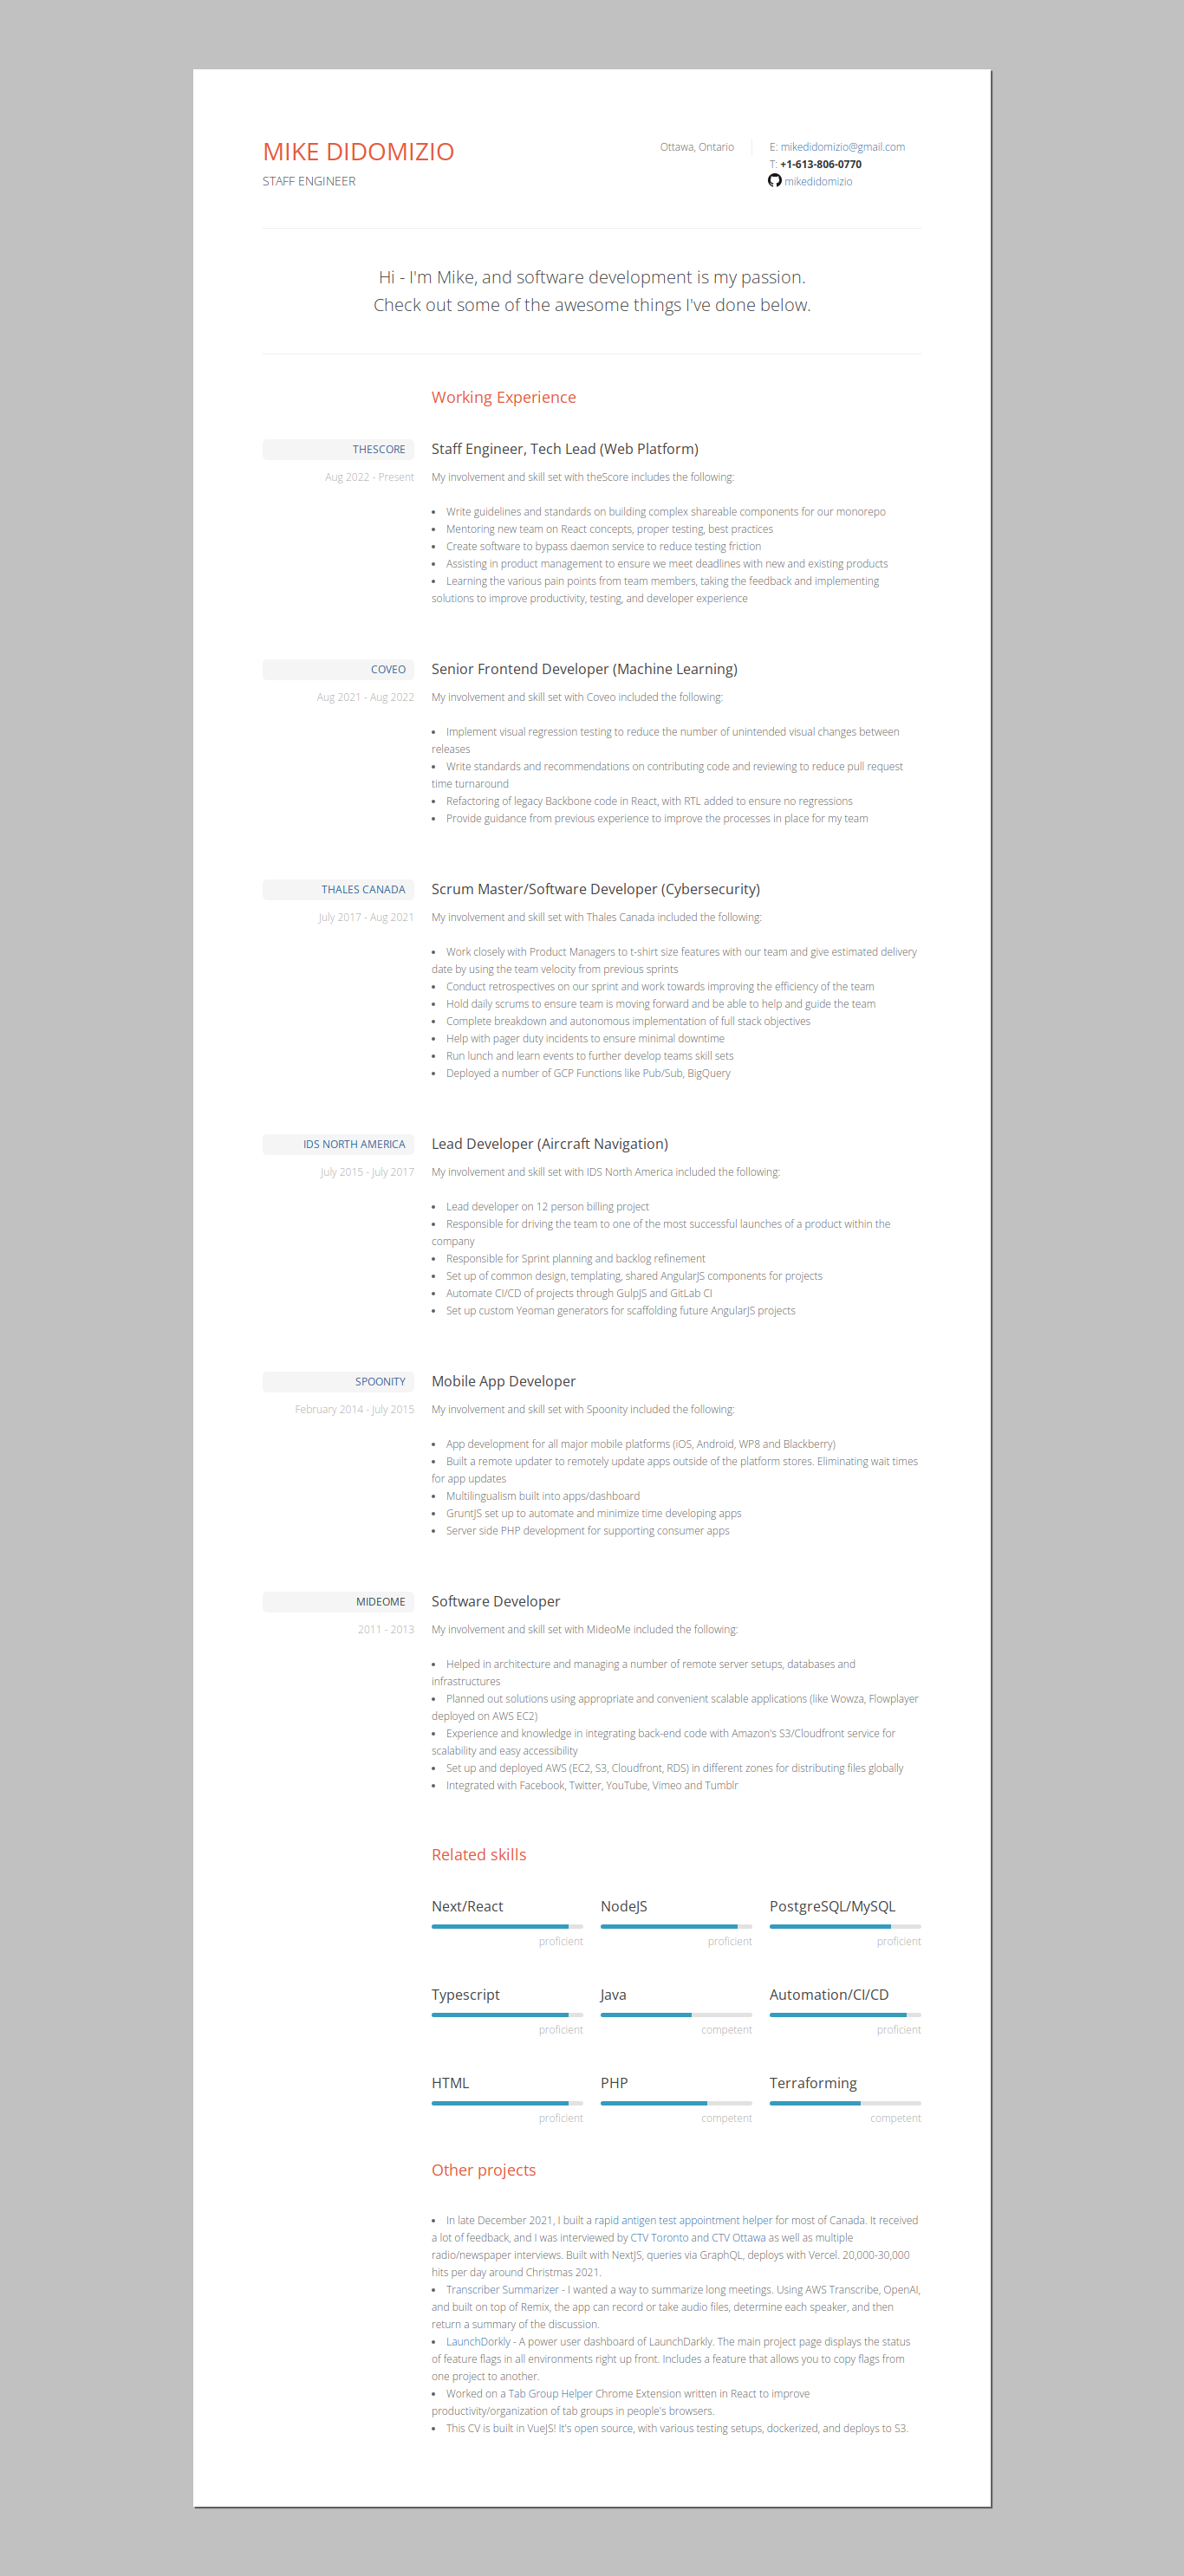 MIKE DIDOMIZIO
STAFF ENGINEER
Ottawa, Ontario
E: mikedidomizio@gmail.com
T: +1-613-806-0770
mikedidomizio
Hi - I'm Mike, and software development is my passion.
Check out some of the awesome things I've done below.
Working Experience
THESCORE
Aug 2022 - Present
Staff Engineer, Tech Lead (Web Platform)
My involvement and skill set with theScore includes the following:
• Write guidelines and standards on building complex shareable components for our monorepo
• Mentoring new team on React concepts, proper testing, best practices
• Create software to bypass daemon service to reduce testing friction
• Assisting in product management to ensure we meet deadlines with new and existing products
• Learning the various pain points from team members, taking the feedback and implementing
solutions to improve productivity, testing, and developer experience
COVEO
Aug 2021 - Aug 2022
Senior Frontend Developer (Machine Learning)
My involvement and skill set with Coveo included the following:
• Implement visual regression testing to reduce the number of unintended visual changes between
releases
• Write standards and recommendations on contributing code and reviewing to reduce pull request
time turnaround
• Refactoring of legacy Backbone code in React, with RTL added to ensure no regressions
• Provide guidance from previous experience to improve the processes in place for my team
THALES CANADA
July 2017 - Aug 2021
Scrum Master/Software Developer (Cybersecurity)
My involvement and skill set with Thales Canada included the following:
• Work closely with Product Managers to t-shirt size features with our team and give estimated delivery
date by using the team velocity from previous sprints
• Conduct retrospectives on our sprint and work towards improving the efficiency of the team
• Hold daily scrums to ensure team is moving forward and be able to help and guide the team
• Complete breakdown and autonomous implementation of full stack objectives
• Help with pager duty incidents to ensure minimal downtime
• Run lunch and learn events to further develop teams skill sets
• Deployed a number of GCP Functions like Pub/Sub, BigQuery
IDS NORTH AMERICA
July 2015 - July 2017
Lead Developer (Aircraft Navigation)
My involvement and skill set with IDS North America included the following:
• Lead developer on 12 person billing project
• Responsible for driving the team to one of the most successful launches of a product within the
company
• Responsible for Sprint planning and backlog refinement
• Set up of common design, templating, shared AngularJS components for projects
• Automate CI/CD of projects through GulpJS and GitLab CI
• Set up custom Yeoman generators for scaffolding future AngularJS projects
SPOONITY
February 2014 - July 2015
Mobile App Developer
My involvement and skill set with Spoonity included the following:
• App development for all major mobile platforms (iOS, Android, WP8 and Blackberry)
• Built a remote updater to remotely update apps outside of the platform stores. Eliminating wait times
for app updates
• Multilingualism built into apps/dashboard
• GruntJS set up to automate and minimize time developing apps
• Server side PHP development for supporting consumer apps
MIDEOME
2011 - 2013
Software Developer
My involvement and skill set with MideoMe included the following:
• Helped in architecture and managing a number of remote server setups, databases and
infrastructures
• Planned out solutions using appropriate and convenient scalable applications (like Wowza, Flowplayer
deployed on AWS EC2)
• Experience and knowledge in integrating back-end code with Amazon's S3/Cloudfront service for
scalability and easy accessibility
• Set up and deployed AWS (EC2, S3, Cloudfront, RDS) in different zones for distributing files globally
• Integrated with Facebook, Twitter, YouTube, Vimeo and Tumblr
Related skills
Next/React
proficient
NodeJS
proficient
PostgreSQL/MySQL
proficient
Typescript
proficient
Java
competent
Automation/CI/CD
proficient
HTML
proficient
PHP
competent
Terraforming
competent
Other projects
• In late December 2021, I built a rapid antigen test appointment helper for most of Canada. It received
a lot of feedback, and I was interviewed by CTV Toronto and CTV Ottawa as well as multiple
radio/newspaper interviews. Built with NextJS, queries via GraphQL, deploys with Vercel. 20,000-30,000
hits per day around Christmas 2021.
• Transcriber Summarizer - I wanted a way to summarize long meetings. Using AWS Transcribe, OpenAI,
and built on top of Remix, the app can record or take audio files, determine each speaker, and then
return a summary of the discussion.
• LaunchDorkly - A power user dashboard of LaunchDarkly. The main project page displays the status
of feature flags in all environments right up front. Includes a feature that allows you to copy flags from
one project to another.
• Worked on a Tab Group Helper Chrome Extension written in React to improve
productivity/organization of tab groups in people's browsers.
• This CV is built in VueJS! It's open source, with various testing setups, dockerized, and deploys to S3.